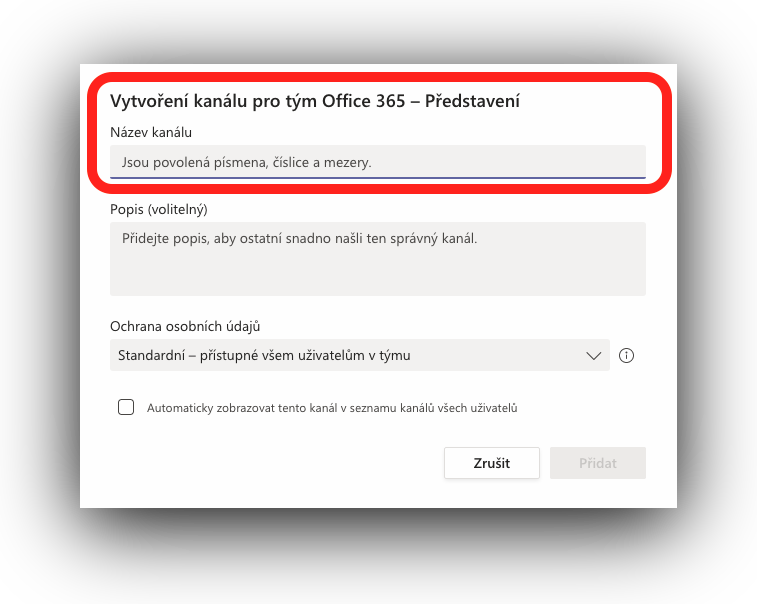 Vytvoření kanálu pro tým Office 365 – Představení
Název kanálu
Jsou povolená písmena, číslice a mezery.
Popis (volitelný)
Přidejte popis, aby ostatní snadno našli ten správný kanál.
Ochrana osobních údajů
Standardní – přístupné všem uživatelům v týmu
Automaticky zobrazovat tento kanál v seznamu kanálů všech uživatelů
Zrušit
Přidat